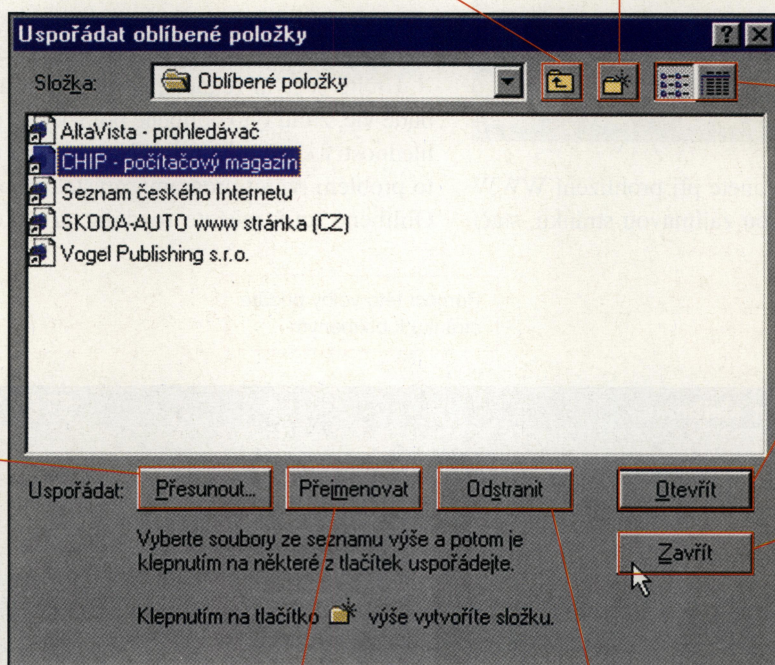 Uspořádat oblíbené položky
Složka: Oblíbené položky
AltaVista - prohledávač
CHIP - počítačový magazín
Seznam českého Internetu
SKODA-AUTO www stránka (CZ)
Vogel Publishing s.r.o.
Uspořádat: Přesunout... Přejmenovat Odstranit Otevřít
Vyberte soubory ze seznamu výše a potom je Zavřít
klepnutím na některé z tlačítek uspořádejte.
Klepnutím na tlačítko výše vytvoříte složku.